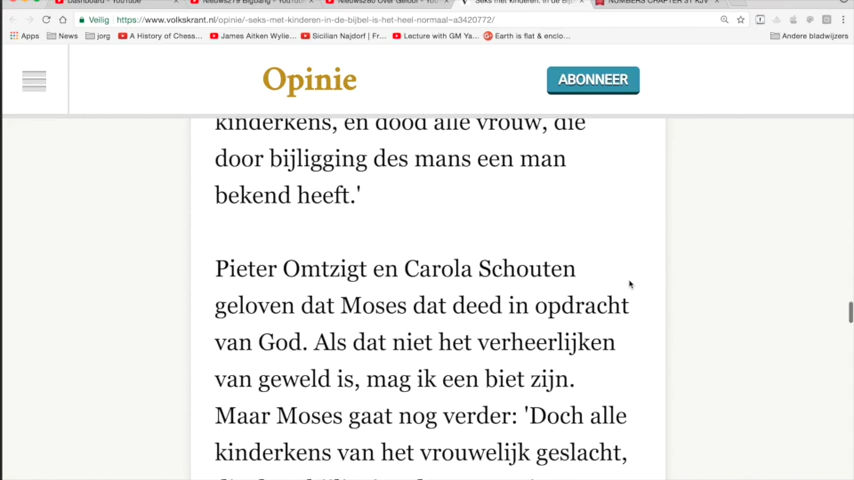 Dashboard - YouTube
https://www.volkskrant.nl/opinie/-seks-met-kinderen-in-de-bijbel-is-het-heel-normaal~a3420772/
Veilig
Apps News jorg A History of Chess... James Aitken Wylie... Sicilian Najdorf | Fr... Lecture with GM Ya... Earth is flat & enclo... Andere bladwijzers
Opinie
ABONNEER
kinderkens, en dood alle vrouw, die
door bijligging des mans een man
bekend heeft.'
Pieter Omtzigt en Carola Schouten
geloven dat Moses dat deed in opdracht
van God. Als dat niet het verheerlijken
van geweld is, mag ik een biet zijn.
Maar Moses gaat nog verder: 'Doch alle
kinderkens van het vrouwelijk geslacht,